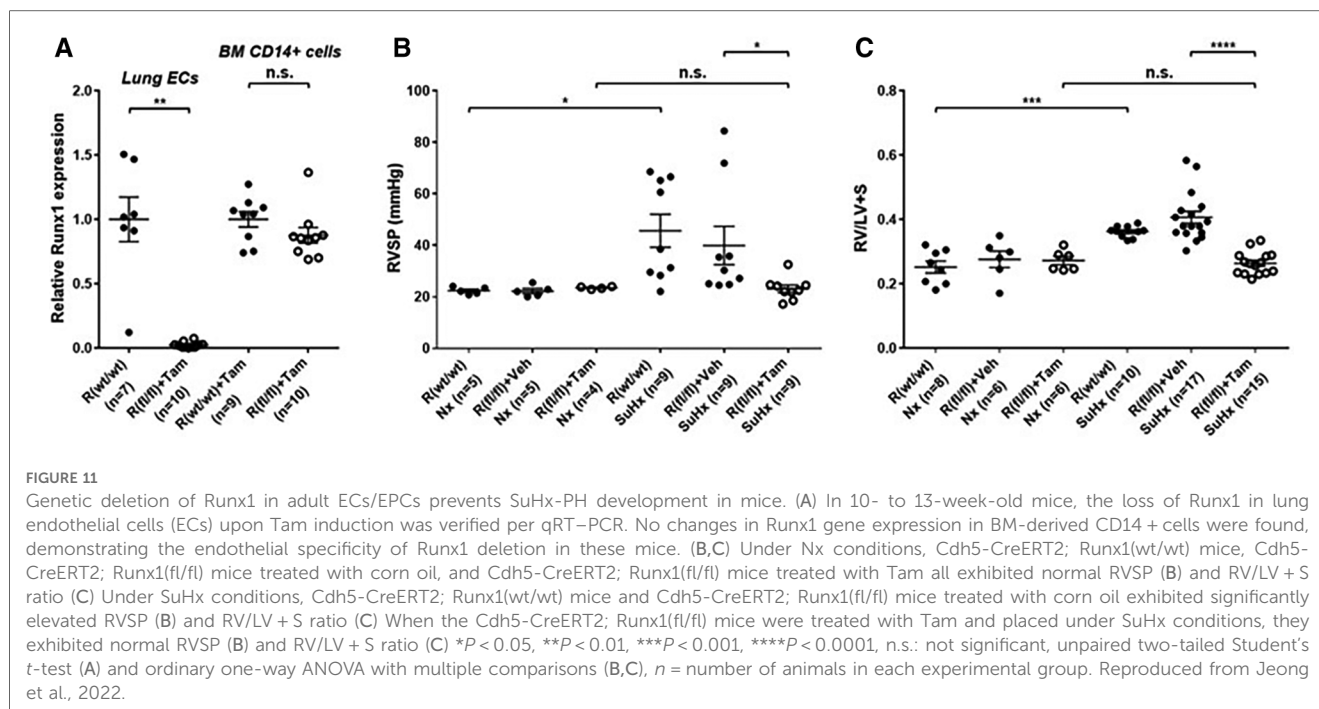 A
Lung ECs
BM CD14+ cells
**
n.s.
Relative Runx1 expression
2.0
1.5
1.0
0.5
0.0
R(wt/wt)
(n=7)
R(fl/fl)+Tam
(n=10)
R(wt/wt)+Tam
(n=9)
R(fl/fl)+Tam
(n=10)
B
*
n.s.
*
RVSP (mmHg)
100
80
60
40
20
0
R(wt/wt)
Nx (n=5)
R(fl/fl)+Veh
Nx (n=5)
R(fl/fl)+Tam
Nx (n=4)
R(wt/wt)
SuHx (n=9)
R(fl/fl)+Veh
SuHx (n=9)
R(fl/fl)+Tam
SuHx (n=9)
C
****
n.s.
***
RV/LV+S
0.8
0.6
0.4
0.2
0.0
R(wt/wt)
Nx (n=8)
R(fl/fl)+Veh
Nx (n=6)
R(fl/fl)+Tam
Nx (n=6)
R(wt/wt)
SuHx (n=10)
R(fl/fl)+Veh
SuHx (n=17)
R(fl/fl)+Tam
SuHx (n=15)
FIGURE 11
Genetic deletion of Runx1 in adult ECs/EPCs prevents SuHx-PH development in mice. (A) In 10- to 13-week-old mice, the loss of Runx1 in lung
endothelial cells (ECs) upon Tam induction was verified per qRT–PCR. No changes in Runx1 gene expression in BM-derived CD14 + cells were found,
demonstrating the endothelial specificity of Runx1 deletion in these mice. (B,C) Under Nx conditions, Cdh5-CreERT2; Runx1(wt/wt) mice, Cdh5-
CreERT2; Runx1(fl/fl) mice treated with corn oil, and Cdh5-CreERT2; Runx1(fl/fl) mice treated with Tam all exhibited normal RVSP (B) and RV/LV + S
ratio (C) Under SuHx conditions, Cdh5-CreERT2; Runx1(wt/wt) mice and Cdh5-CreERT2; Runx1(fl/fl) mice treated with corn oil exhibited significantly
elevated RVSP (B) and RV/LV + S ratio (C) When the Cdh5-CreERT2; Runx1(fl/fl) mice were treated with Tam and placed under SuHx conditions, they
exhibited normal RVSP (B) and RV/LV + S ratio (C) *P < 0.05, **P < 0.01, ***P < 0.001, ****P < 0.0001, n.s.: not significant, unpaired two-tailed Student's
t-test (A) and ordinary one-way ANOVA with multiple comparisons (B,C), n = number of animals in each experimental group. Reproduced from Jeong
et al., 2022.